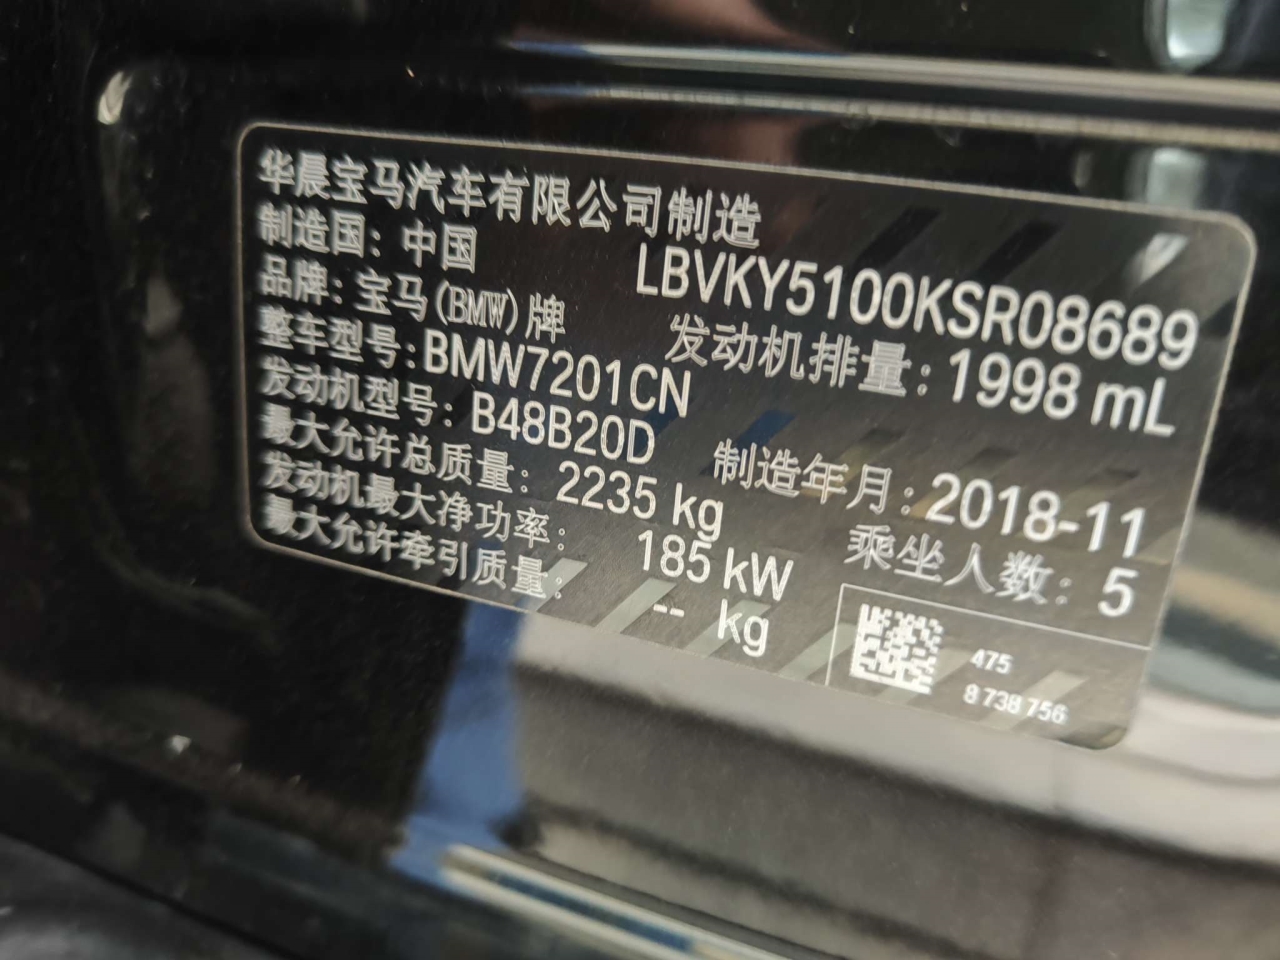 华晨宝马汽车有限公司制造
制造国：中国
LBVKY5100KSR08689
品牌：宝马(BMW)牌
发动机排量：1998 mL
整车型号：BMW7201CN
发动机型号：B48B20D
制造年月：2018-11
最大允许总质量：2235 kg
乘坐人数：5
发动机最大净功率：185 kW
最大允许牵引质量：-- kg
475
8 738 756